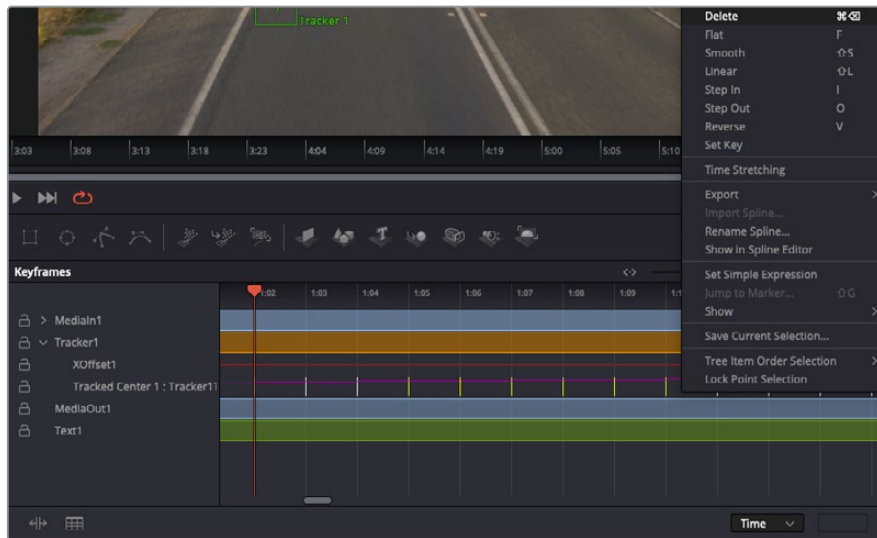 Tracker 1
Delete ⌘⌫
Flat F
Smooth ⇧S
Linear ⇧L
Step In I
Step Out O
Reverse V
Set Key
Time Stretching
Export >
Import Spline...
Rename Spline...
Show in Spline Editor
Set Simple Expression
Jump to Marker... ⇧G
Show >
Save Current Selection...
Tree Item Order Selection >
Lock Point Selection
3:03 3:08 3:13 3:18 3:23 4:04 4:09 4:14 4:19 5:00 5:05 5:10
Keyframes
1:02 1:03 1:04 1:05 1:06 1:07 1:08 1:09
MediaIn1
Tracker1
XOffset1
Tracked Center 1 : Tracker1
MediaOut1
Text1
Time